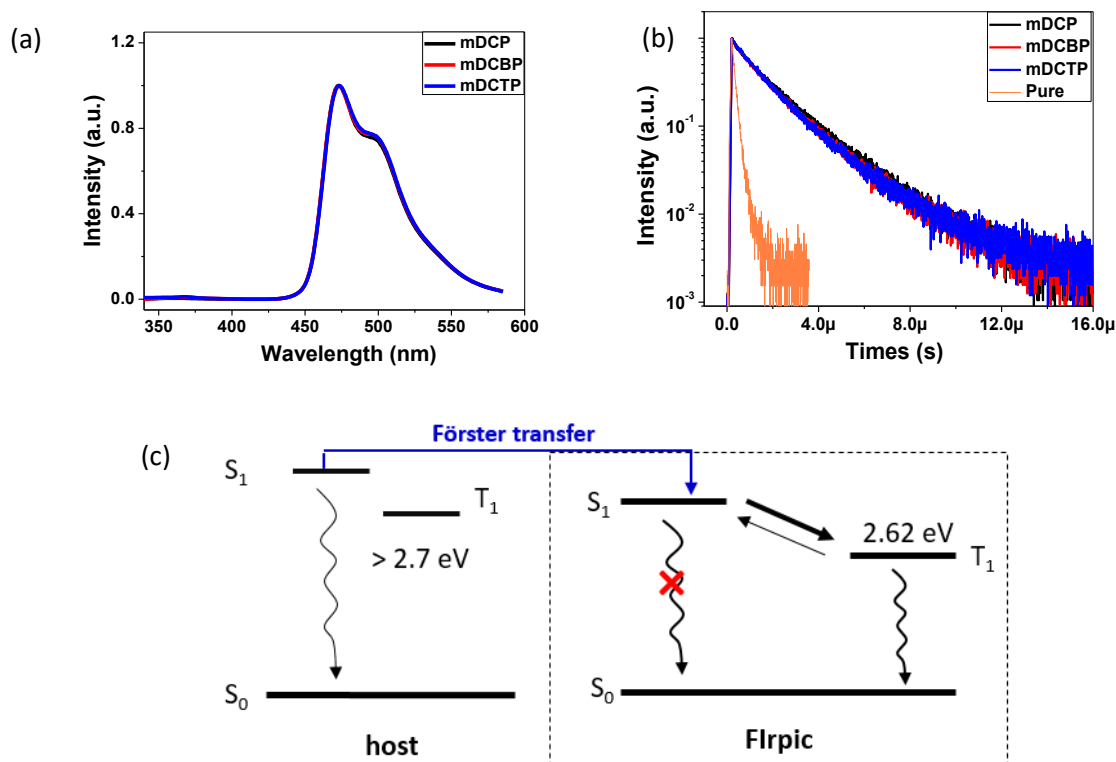 (a)
1.2
0.8
0.4
0.0
Intensity (a.u.)
mDCP
mDCBP
mDCTP
350
400
450
500
550
600
Wavelength (nm)
(b)
10⁻¹
10⁻²
10⁻³
Intensity (a.u.)
mDCP
mDCBP
mDCTP
Pure
0.0
4.0µ
8.0µ
12.0µ
16.0µ
Times (s)
(c)
Förster transfer
S₁
T₁
> 2.7 eV
S₀
host
S₁
2.62 eV
T₁
S₀
FIrpic